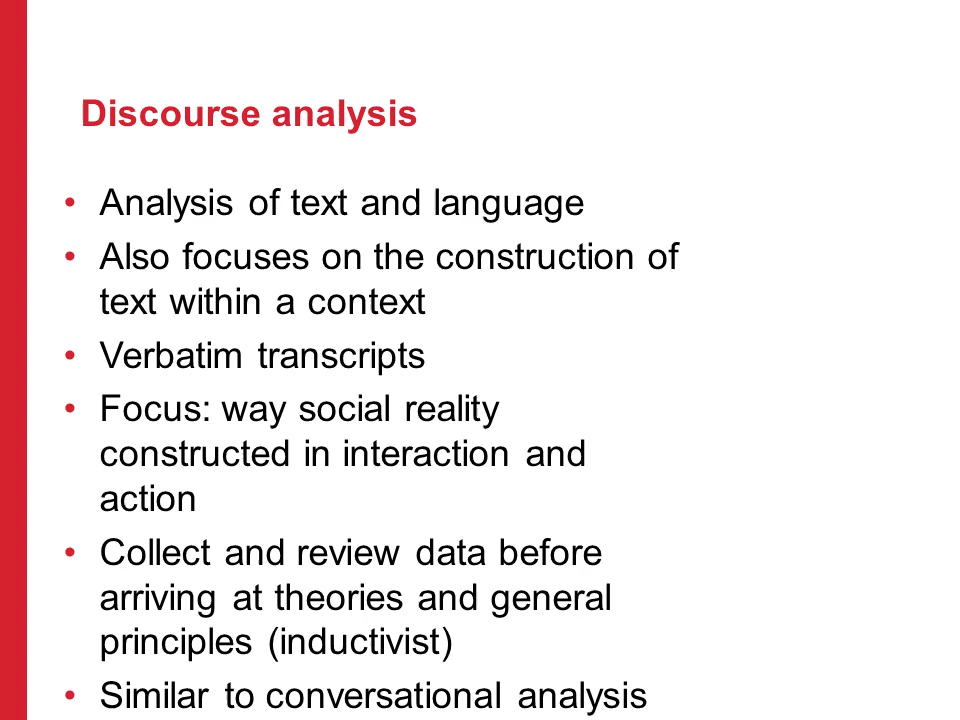 Discourse analysis
• Analysis of text and language
• Also focuses on the construction of
text within a context
• Verbatim transcripts
• Focus: way social reality
constructed in interaction and
action
• Collect and review data before
arriving at theories and general
principles (inductivist)
• Similar to conversational analysis